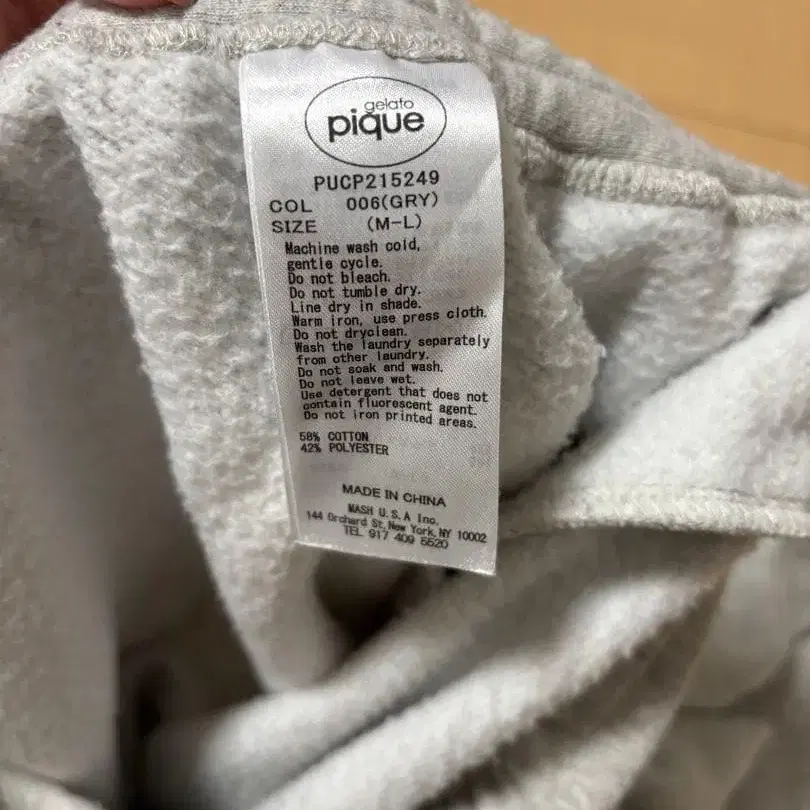 gelato
pique
PUCP215249
COL 006(GRY)
SIZE (M-L)
Machine wash cold,
gentle cycle.
Do not bleach.
Do not tumble dry.
Line dry in shade.
Warm iron, use press cloth.
Do not dryclean.
Wash the laundry separately
from other laundry.
Do not soak and wash.
Do not leave wet.
Use detergent that does not
contain fluorescent agent.
Do not iron printed areas.
58% COTTON
42% POLYESTER
MADE IN CHINA
MASH U.S.A Inc.
144 Orchard St, New York, NY 10002
TEL 917 409 5520